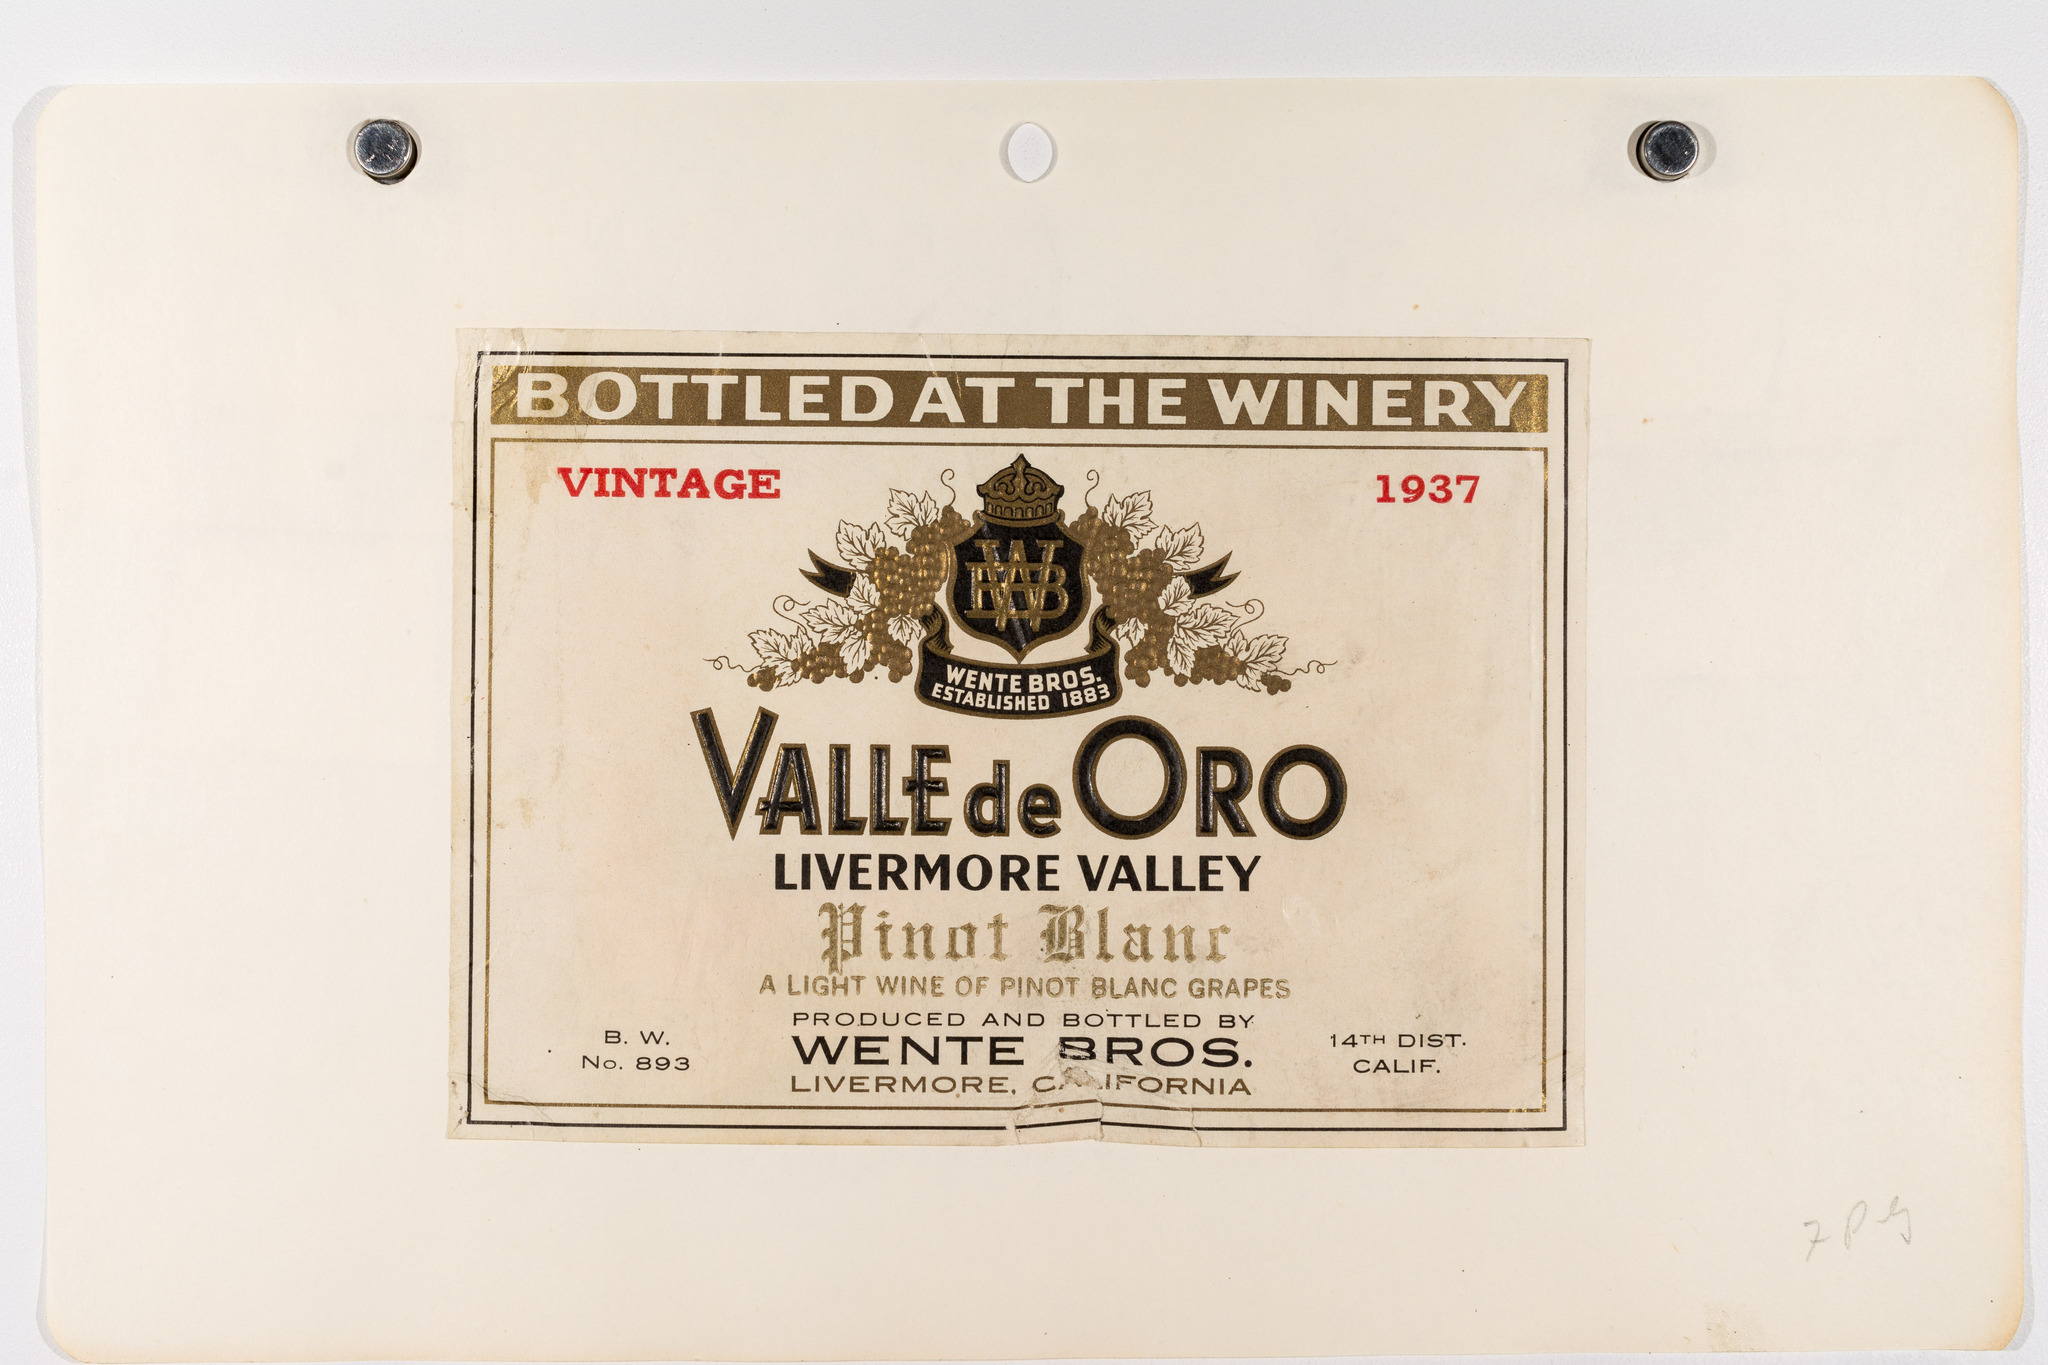 BOTTLED AT THE WINERY
VINTAGE 1937
WB
WENTE BROS.
ESTABLISHED 1883
VALLE de ORO
LIVERMORE VALLEY
Pinot Blanc
A LIGHT WINE OF PINOT BLANC GRAPES
PRODUCED AND BOTTLED BY
WENTE BROS.
LIVERMORE, CALIFORNIA
B. W.
No. 893
14TH DIST.
CALIF.